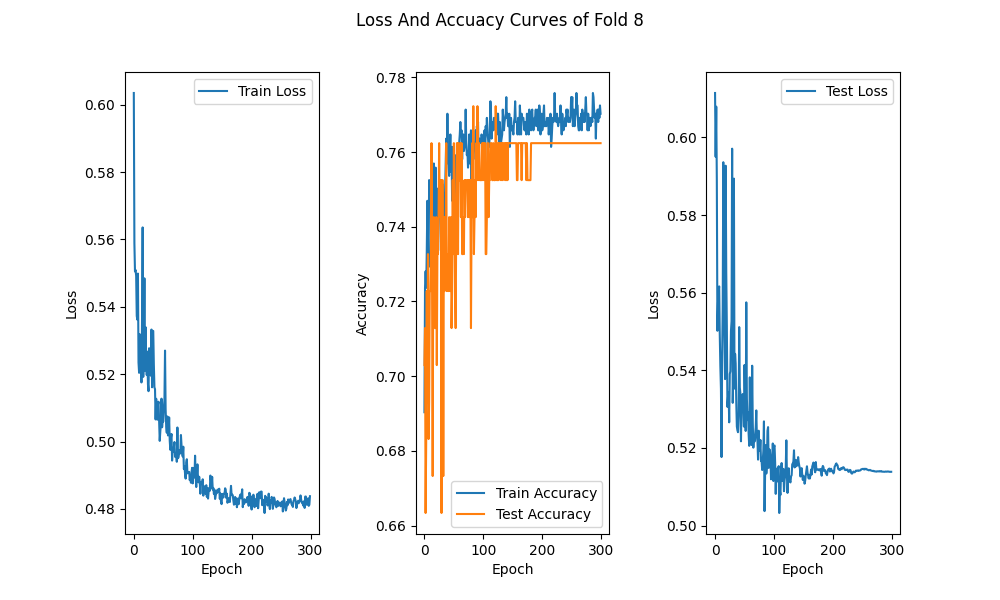 Loss And Accuacy Curves of Fold 8
Train Loss
0.60
0.58
0.56
0.54
0.52
0.50
0.48
Loss
0 100 200 300
Epoch
0.78
0.76
0.74
0.72
0.70
0.68
0.66
Accuracy
Train Accuracy
Test Accuracy
0 100 200 300
Epoch
Test Loss
0.60
0.58
0.56
0.54
0.52
0.50
Loss
0 100 200 300
Epoch